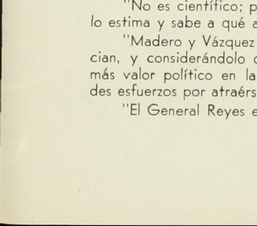 "No es científico; p
lo estima y sabe a qué a
"Madero y Vázquez
cian, y considerándolo
más valor político en la
des esfuerzos por atraérs
"El General Reyes e